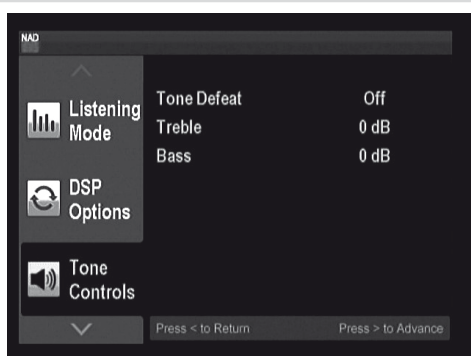 NAD
Listening
Mode
DSP
Options
Tone
Controls
Tone Defeat Off
Treble 0 dB
Bass 0 dB
Press < to Return Press > to Advance